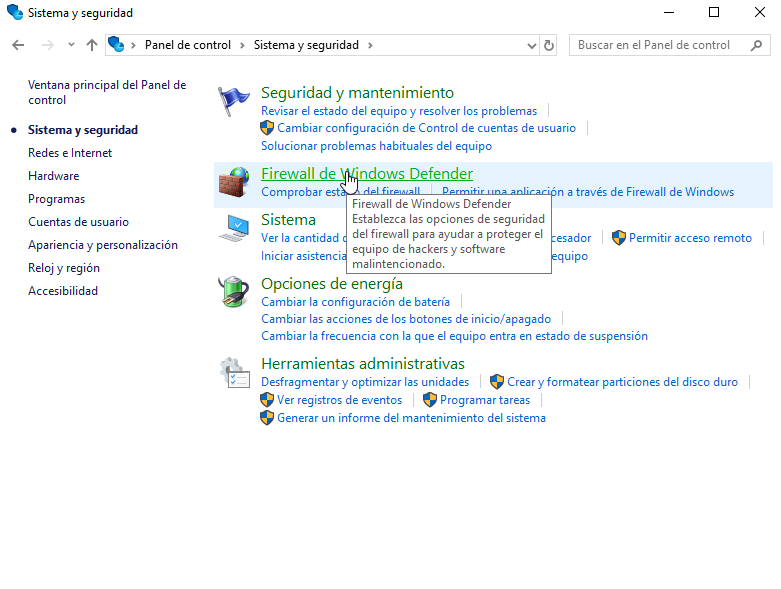 Sistema y seguridad
Panel de control
Sistema y seguridad
Buscar en el Panel de control
Ventana principal del Panel de
control
Sistema y seguridad
Redes e Internet
Hardware
Programas
Cuentas de usuario
Apariencia y personalización
Reloj y región
Accesibilidad
Seguridad y mantenimiento
Revisar el estado del equipo y resolver los problemas
Cambiar configuración de Control de cuentas de usuario
Solucionar problemas habituales del equipo
Firewall de Windows Defender
Comprobar estado del firewall Permitir una aplicación a través de Firewall de Windows
Firewall de Windows Defender
Establezca las opciones de seguridad
del firewall para ayudar a proteger el
equipo de hackers y software
malintencionado.
Sistema
Ver la cantidad Permitir acceso remoto
Iniciar equipo
Opciones de energía
Cambiar la configuración de batería
Cambiar las acciones de los botones de inicio/apagado
Cambiar la frecuencia con la que el equipo entra en estado de suspensión
Herramientas administrativas
Desfragmentar y optimizar las unidades Crear y formatear particiones del disco duro
Ver registros de eventos Programar tareas
Generar un informe del mantenimiento del sistema